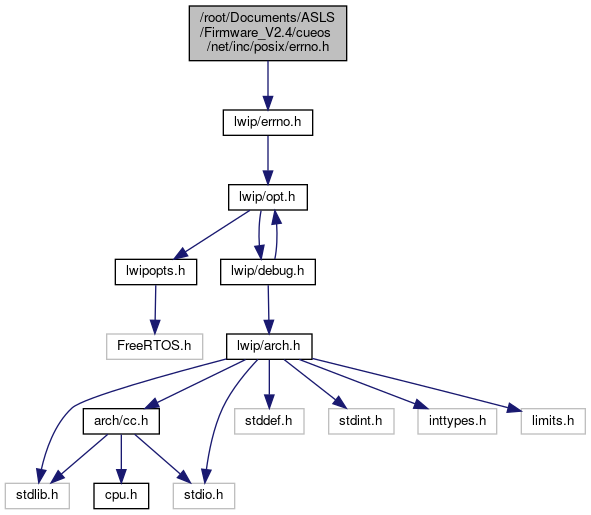 /root/Documents/ASLS
/Firmware_V2.4/cueos
/net/inc/posix/errno.h
lwip/errno.h
lwip/opt.h
lwipopts.h
lwip/debug.h
FreeRTOS.h
lwip/arch.h
arch/cc.h
stddef.h
stdint.h
inttypes.h
limits.h
stdlib.h
cpu.h
stdio.h